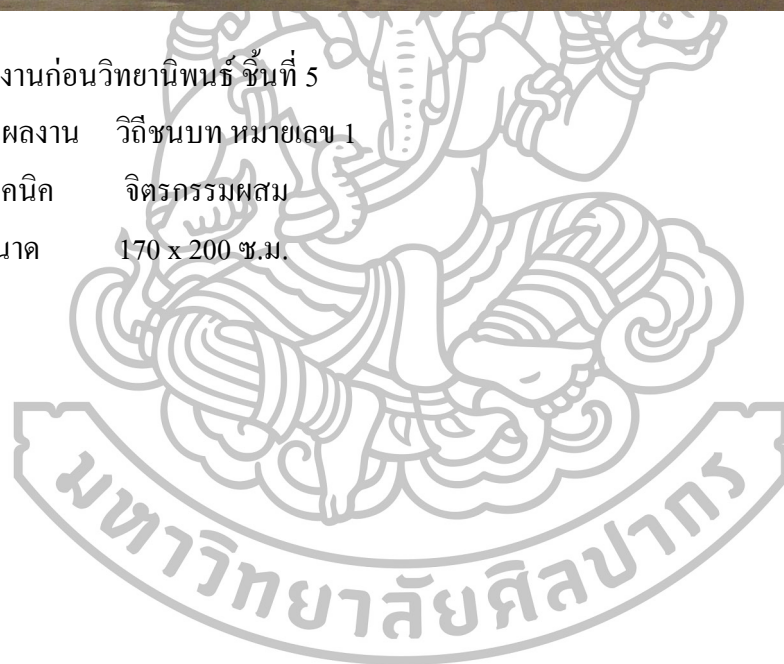 งานก่อนวิทยานิพนธ์ ชิ้นที่ 5
ผลงาน วิถีชนบท หมายเลข 1
คนิค จิตรกรรมผสม
นาด 170 x 200 ซ.ม.
มหาวิทยาลัยศิลปากร